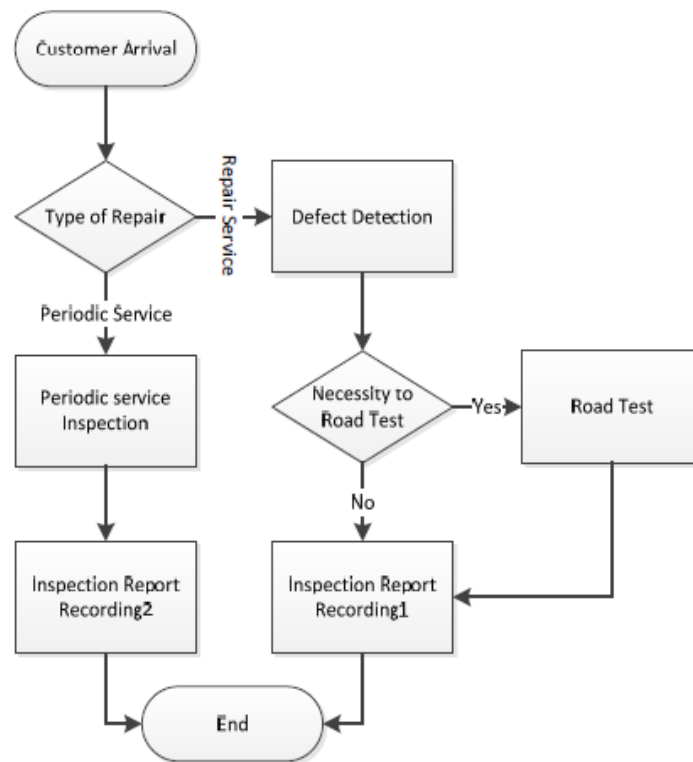 Customer Arrival
Type of Repair
Repair Service
Defect Detection
Periodic Service
Periodic service
Inspection
Necessity to
Road Test
Yes
Road Test
No
Inspection Report
Recording2
Inspection Report
Recording1
End